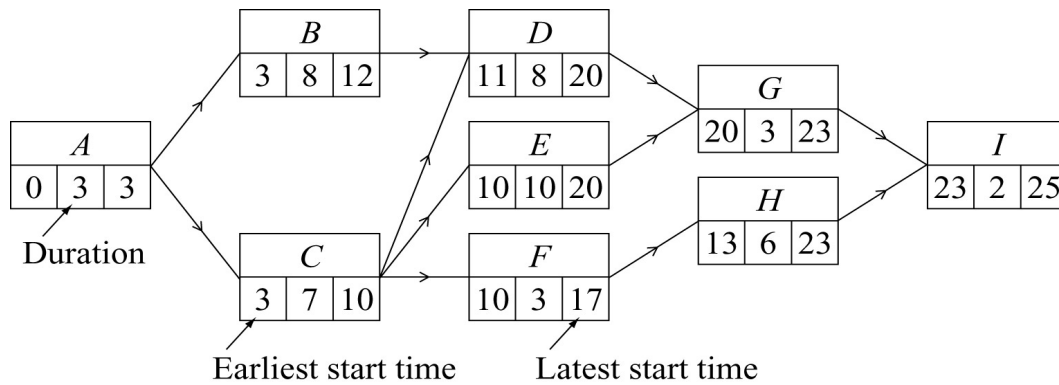 B
3 8 12
D
11 8 20
G
20 3 23
A
0 3 3
E
10 10 20
I
23 2 25
H
13 6 23
Duration
C
3 7 10
F
10 3 17
Earliest start time
Latest start time